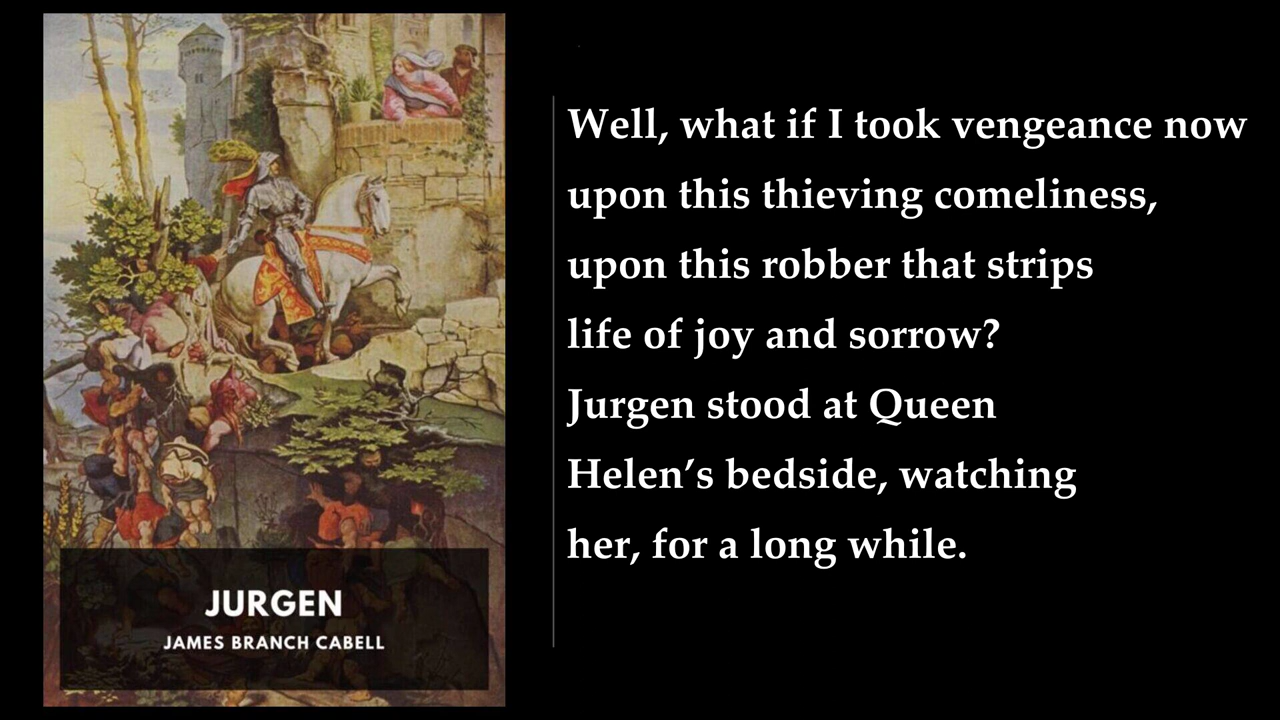 JURGEN
JAMES BRANCH CABELL
Well, what if I took vengeance now
upon this thieving comeliness,
upon this robber that strips
life of joy and sorrow?
Jurgen stood at Queen
Helen’s bedside, watching
her, for a long while.